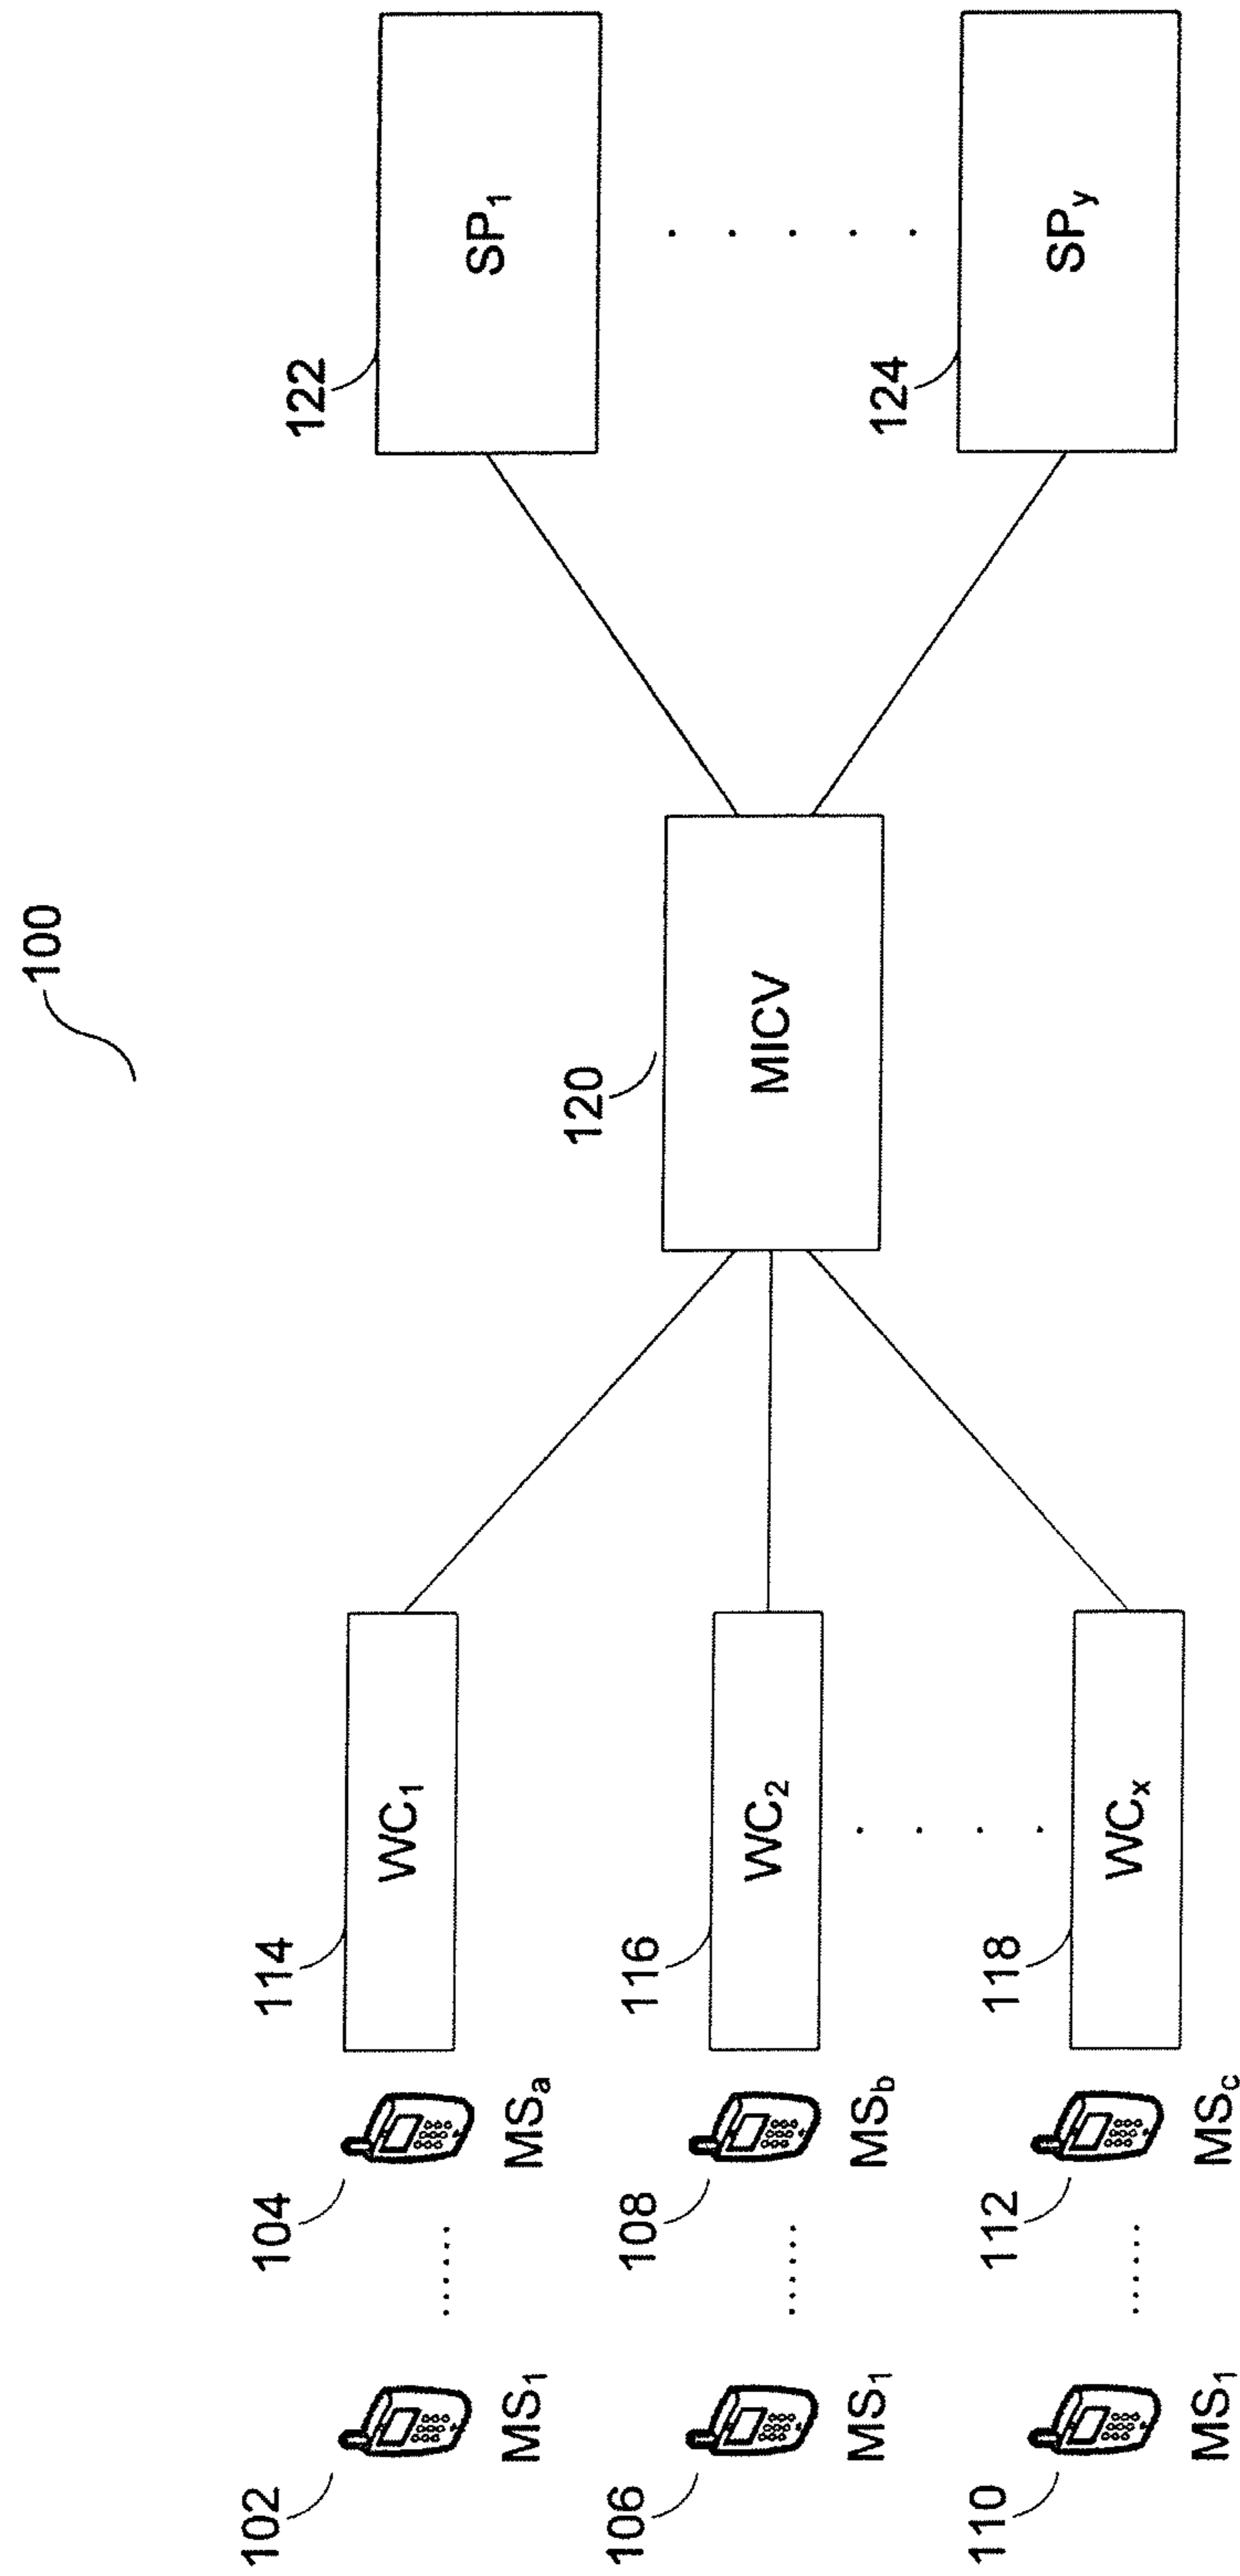 100
102
MS1
......
104
MSa
114
WC1
106
MS1
......
108
MSb
116
WC2
. . . .
110
MS1
......
112
MSc
118
WCx
120
MICV
122
SP1
. . . . .
124
SPy